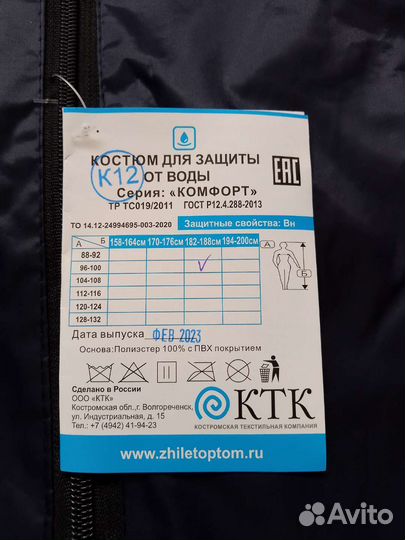 К12
КОСТЮМ ДЛЯ ЗАЩИТЫ
ОТ ВОДЫ
Серия: «КОМФОРТ»
ЕАС
ТР ТС019/2011 ГОСТ Р12.4.288-2013
ТО 14.12-24994695-003-2020 Защитные свойства: Вн
А Б 158-164см 170-176см 182-188см 194-200см
88-92
96-100 V
104-108
112-116
120-124
128-132
А
Б
Дата выпуска ФЕВ 2023
Основа: Полиэстер 100% с ПВХ покрытием
Сделано в России
ООО «КТК»
Костромская обл., г. Волгореченск,
ул. Индустриальная, д. 15
Тел.: +7 (4942) 41-94-23
КТК
КОСТРОМСКАЯ ТЕКСТИЛЬНАЯ КОМПАНИЯ
www.zhiletoptom.ru
Avito